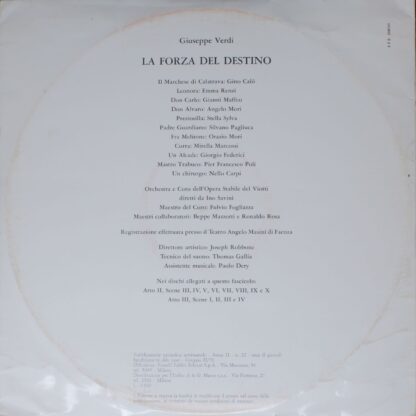 Giuseppe Verdi
LA FORZA DEL DESTINO
Il Marchese di Calatrava: Gino Calò
Leonora: Emma Renzi
Don Carlo: Gianni Maffeo
Don Alvaro: Angelo Mori
Preziosilla: Stella Sylva
Padre Guardiano: Silvano Pagliuca
Fra Melitone: Orazio Mori
Curra: Mirella Marcossi
Un Alcade: Giorgio Federici
Mastro Trabuco: Pier Francesco Poli
Un chirurgo: Nello Carpi
Orchestra e Coro dell'Opera Stabile del Viotti
diretti da Ino Savini
Maestro del Coro: Fulvio Fogliazza
Maestri collaboratori: Beppe Marzotti e Ronaldo Rosa
Registrazione effettuata presso il Teatro Angelo Masini di Faenza
Direttore artistico: Joseph Robbone
Tecnico del suono: Thomas Gallia
Assistente musicale: Paulo Dery
Nei dischi allegati a questo fascicolo:
Atto II, Scene III, IV, V, VI, VII, VIII, IX e X
Atto III, Scene I, II, III e IV